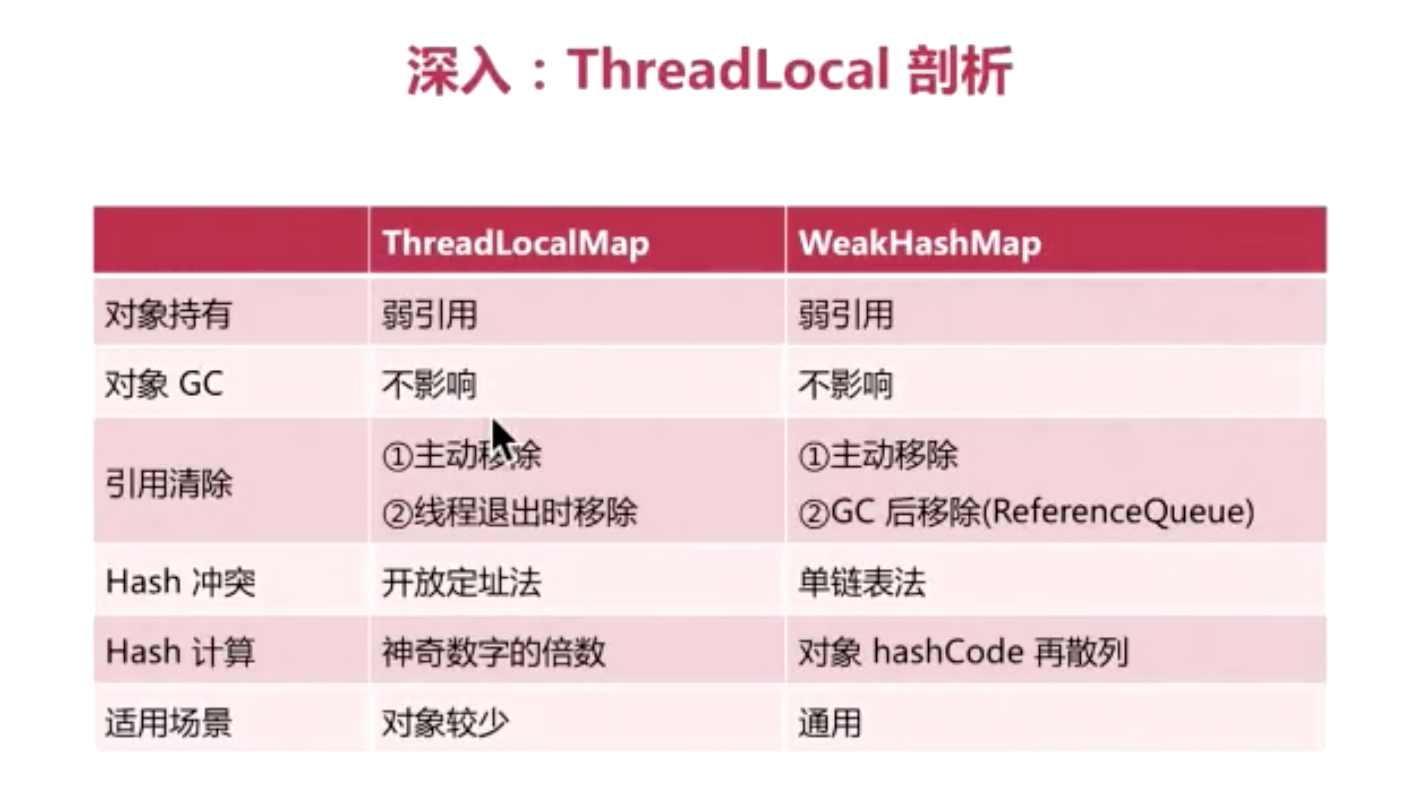 深入：ThreadLocal 剖析
ThreadLocalMap WeakHashMap
对象持有 弱引用 弱引用
对象 GC 不影响 不影响
引用清除 ①主动移除 ①主动移除
②线程退出时移除 ②GC 后移除(ReferenceQueue)
Hash 冲突 开放定址法 单链表法
Hash 计算 神奇数字的倍数 对象 hashCode 再散列
适用场景 对象较少 通用